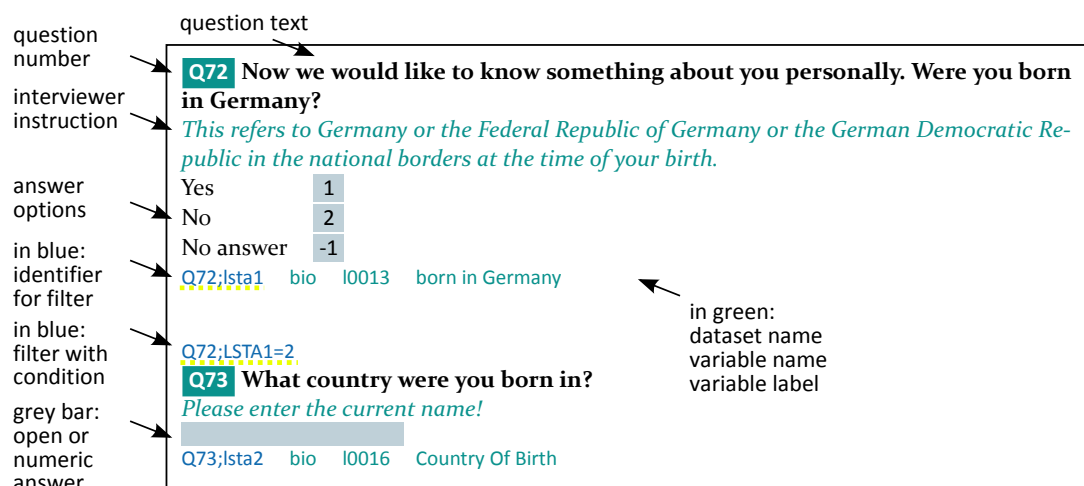 question text
question
number
Q72 Now we would like to know something about you personally. Were you born
in Germany?
interviewer
instruction
This refers to Germany or the Federal Republic of Germany or the German Democratic Re-
public in the national borders at the time of your birth.
answer
options
Yes 1
No 2
No answer -1
in blue:
identifier
for filter
Q72;lsta1 bio l0013 born in Germany
in green:
dataset name
variable name
variable label
in blue:
filter with
condition
Q72;LSTA1=2
Q73 What country were you born in?
Please enter the current name!
grey bar:
open or
numeric
answer
Q73;lsta2 bio l0016 Country Of Birth